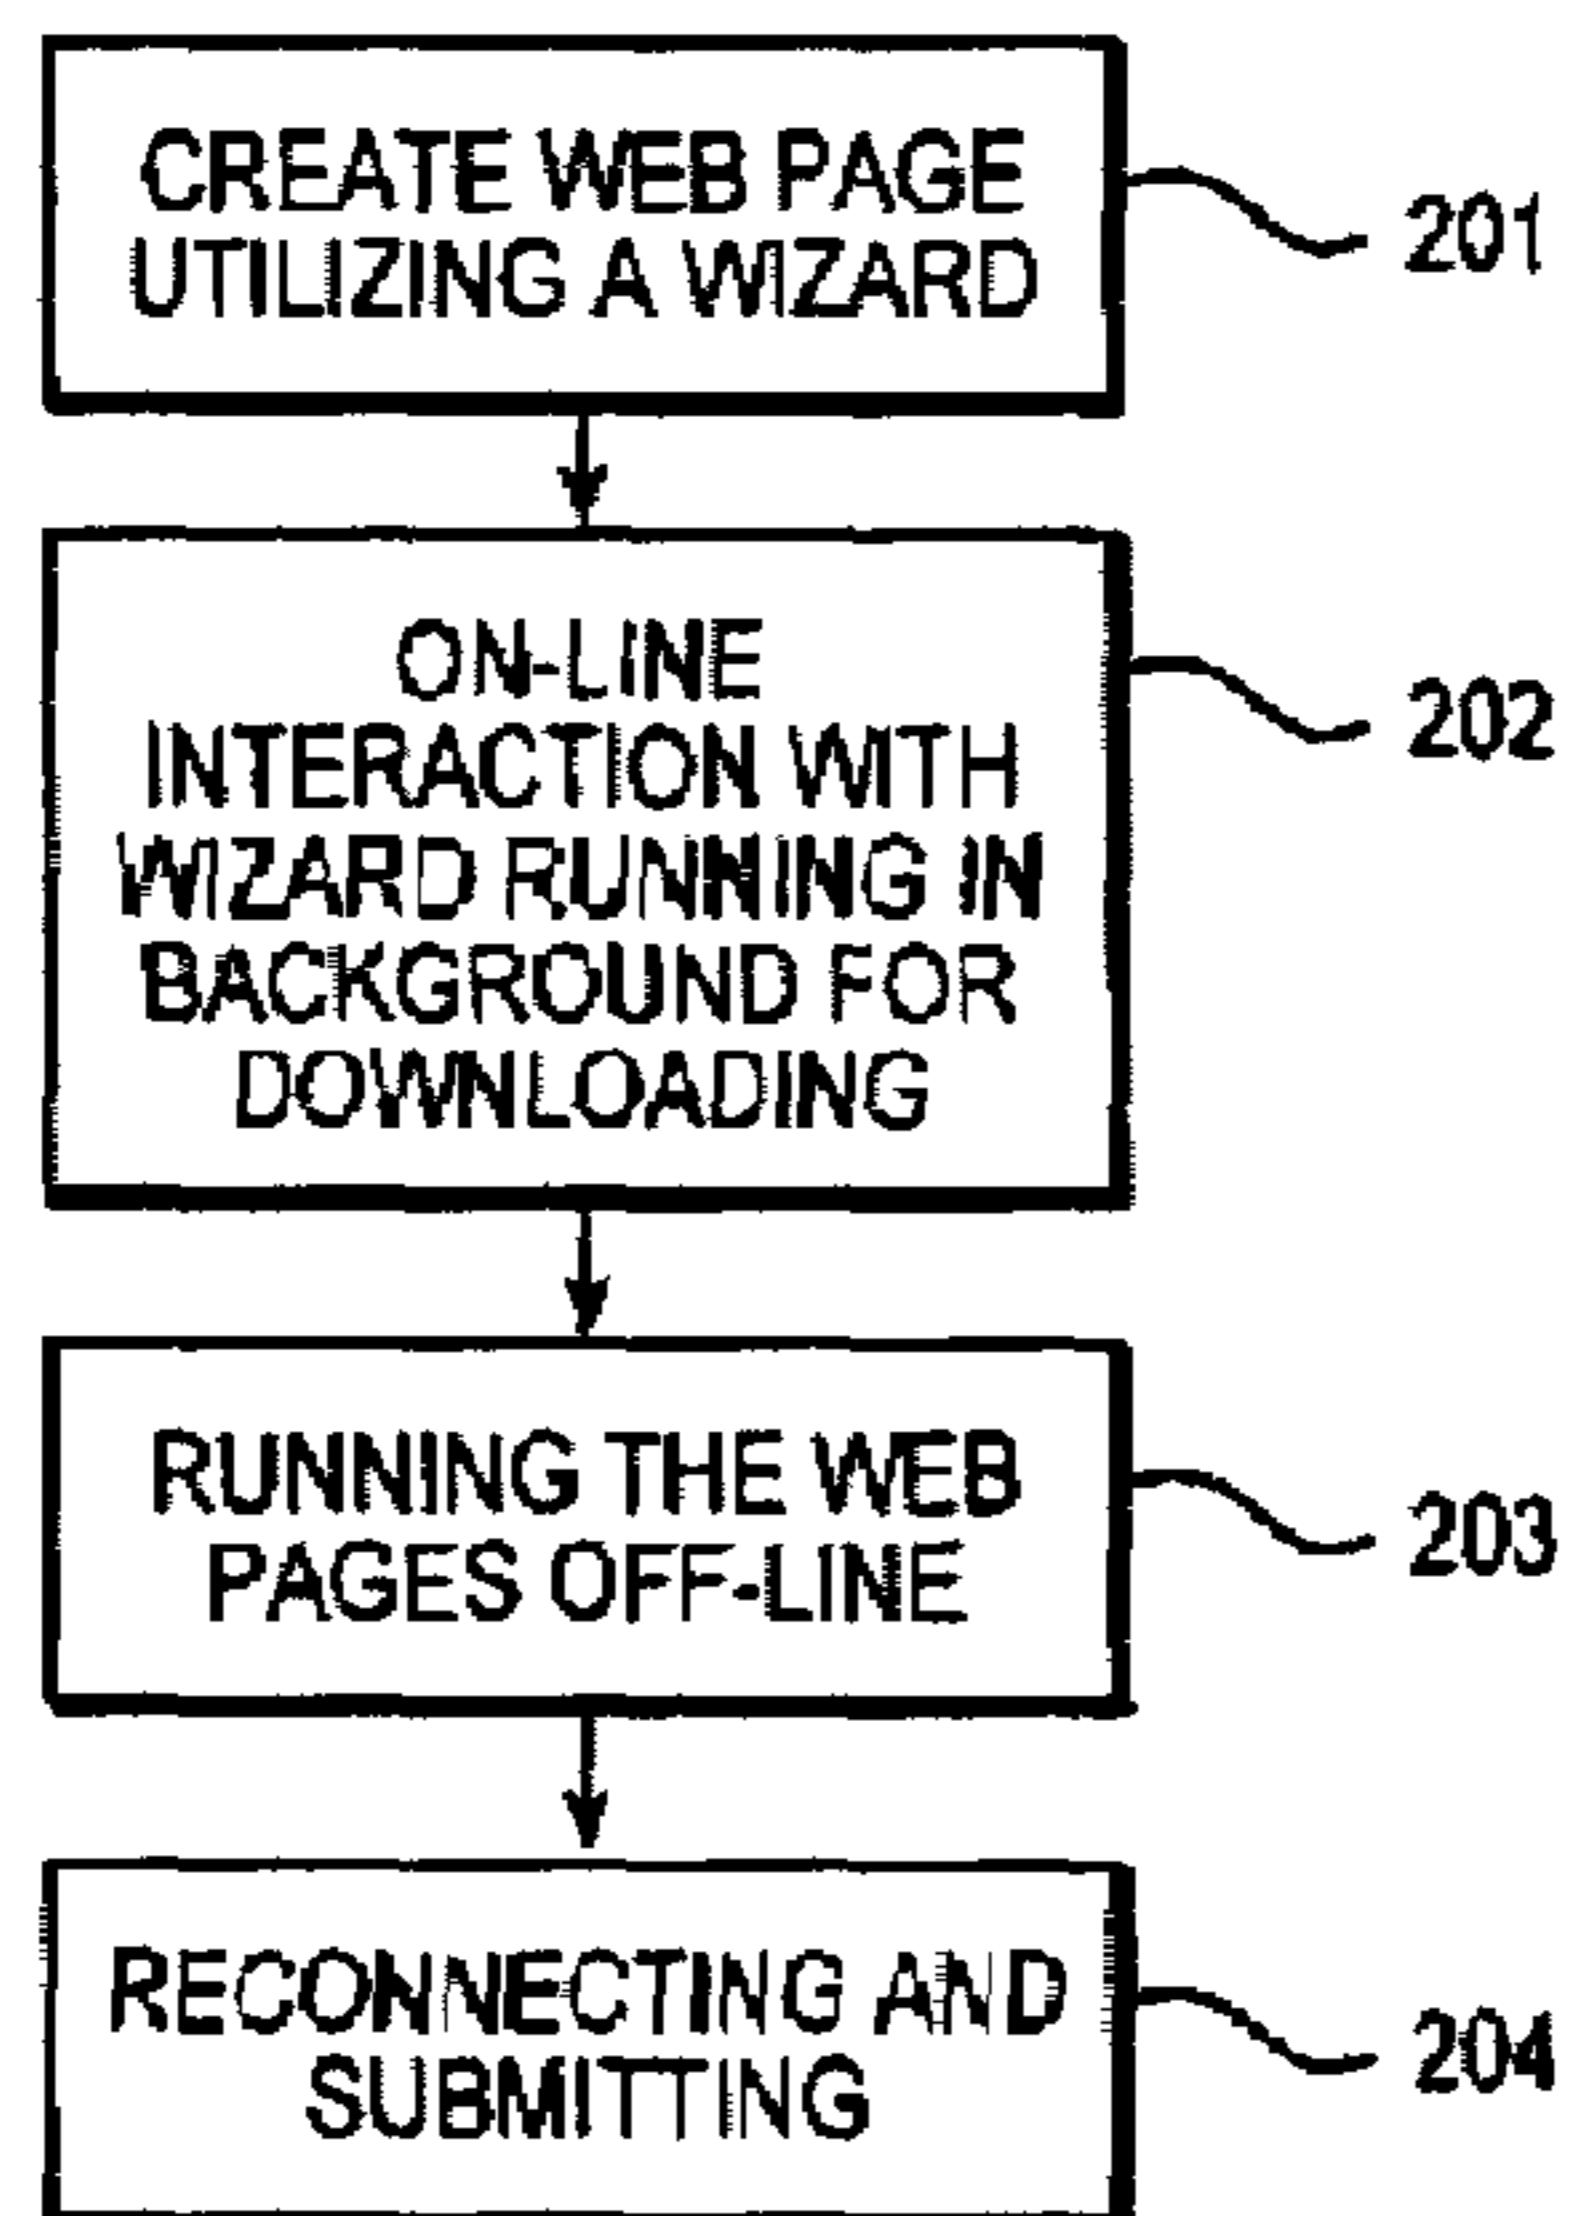 CREATE WEB PAGE
UTILIZING A WIZARD
201
ON-LINE
INTERACTION WITH
WIZARD RUNNING IN
BACKGROUND FOR
DOWNLOADING
202
RUNNING THE WEB
PAGES OFF-LINE
203
RECONNECTING AND
SUBMITTING
204